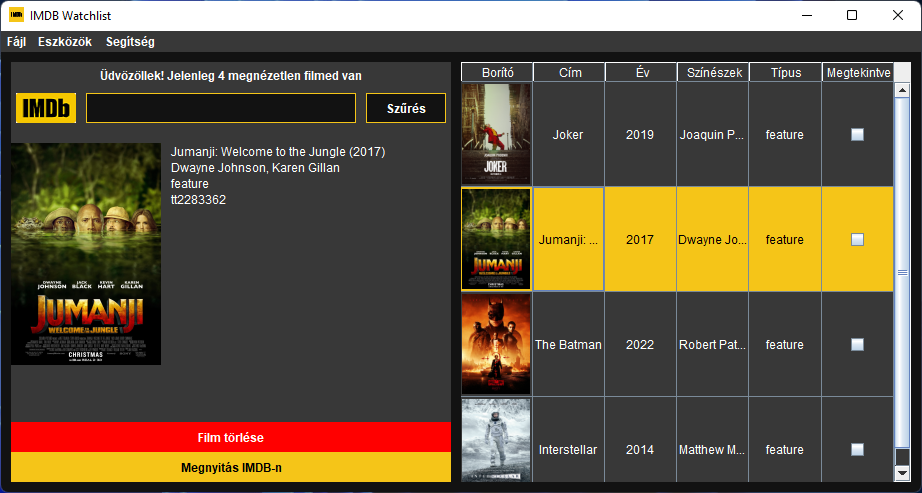 IMDB Watchlist
Fájl Eszközök Segítség
Üdvözöllek! Jelenleg 4 megnézetlen filmed van
IMDb
Szűrés
Jumanji: Welcome to the Jungle (2017)
Dwayne Johnson, Karen Gillan
feature
tt2283362
DWAYNE JOHNSON JACK BLACK KEVIN HART KAREN GILLAN
JUMANJI
WELCOME TO THE JUNGLE
CHRISTMAS
Film törlése
Megnyitás IMDB-n
Borító Cím Év Színészek Típus Megtekintve
JOKER
Joker 2019 Joaquin P... feature
JUMANJI
Jumanji: ... 2017 Dwayne Jo... feature
The Batman 2022 Robert Pat... feature
Interstellar 2014 Matthew M... feature